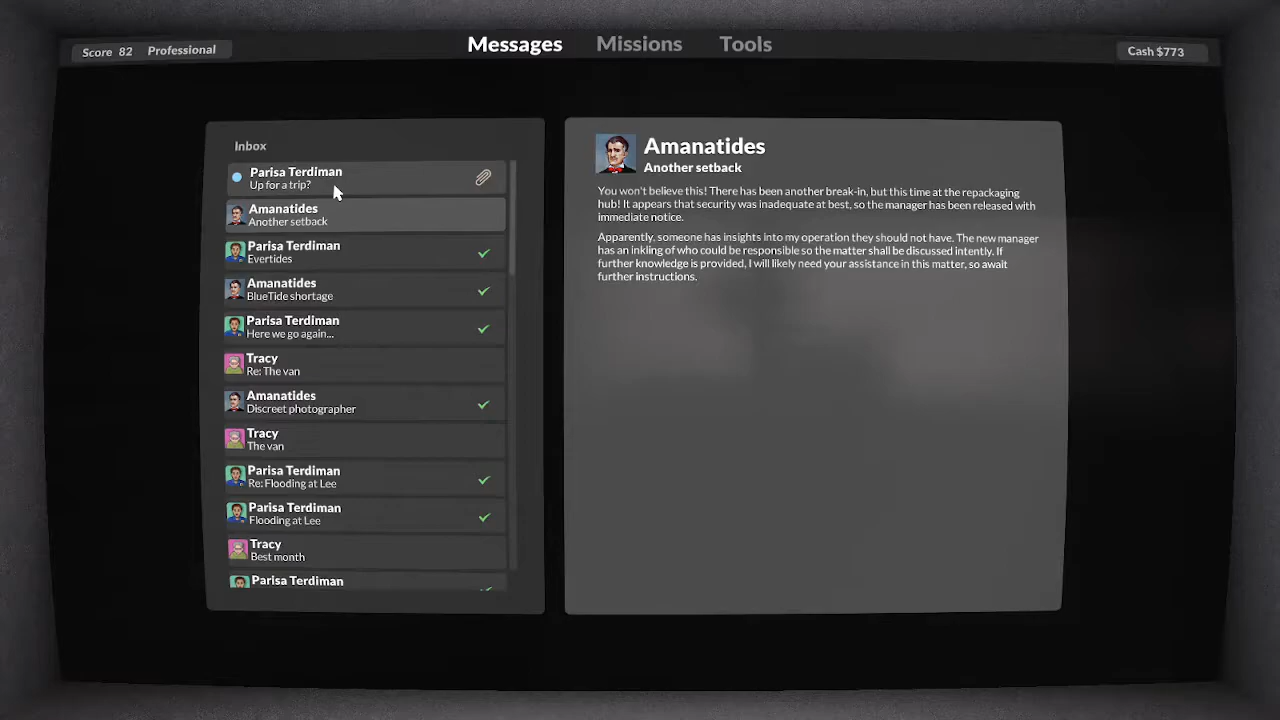 Score 82 Professional
Messages Missions Tools
Cash $773
Inbox
Parisa Terdiman
Up for a trip?
Amanatides
Another setback
Parisa Terdiman
Evertides
Amanatides
BlueTide shortage
Parisa Terdiman
Here we go again...
Tracy
Re: The van
Amanatides
Discreet photographer
Tracy
The van
Parisa Terdiman
Re: Flooding at Lee
Parisa Terdiman
Flooding at Lee
Tracy
Best month
Parisa Terdiman
Amanatides
Another setback
You won't believe this! There has been another break-in, but this time at the repackaging
hub! It appears that security was inadequate at best, so the manager has been released with
immediate notice.
Apparently, someone has insights into my operation they should not have. The new manager
has an inkling of who could be responsible so the matter shall be discussed intently. If
further knowledge is provided, I will likely need your assistance in this matter, so await
further instructions.